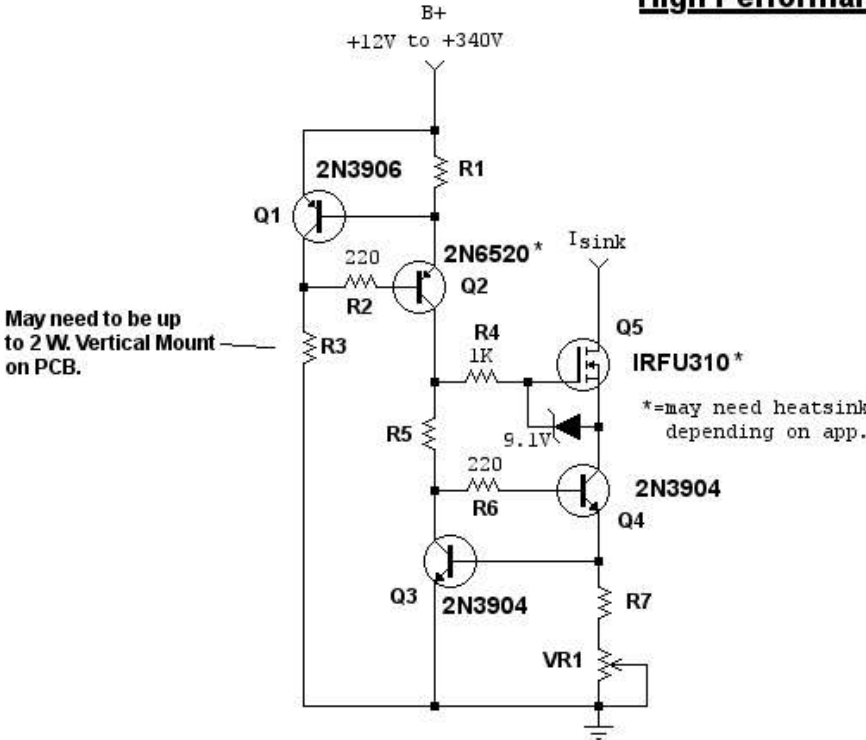 High Performan
B+
+12V to +340V
2N3906
R1
Q1
Isink
220
2N6520*
Q2
R2
May need to be up
to 2 W. Vertical Mount
on PCB.
R3
R4
1K
Q5
IRFU310*
*=may need heatsink
depending on app.
R5
9.1V
220
R6
2N3904
Q4
Q3
2N3904
R7
VR1